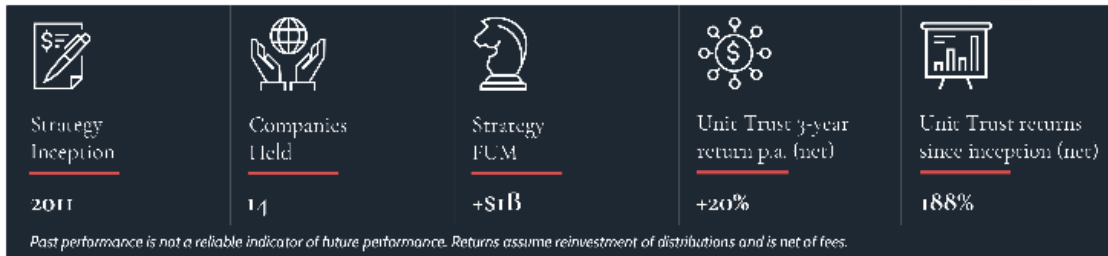 $=
Strategy
Inception
2011
Companies
Held
14
Strategy
FUM
+$1B
$
Unit Trust 3-year
return p.a. (net)
+20%
Unit Trust returns
since inception (net)
188%
Past performance is not a reliable indicator of future performance. Returns assume reinvestment of distributions and is net of fees.